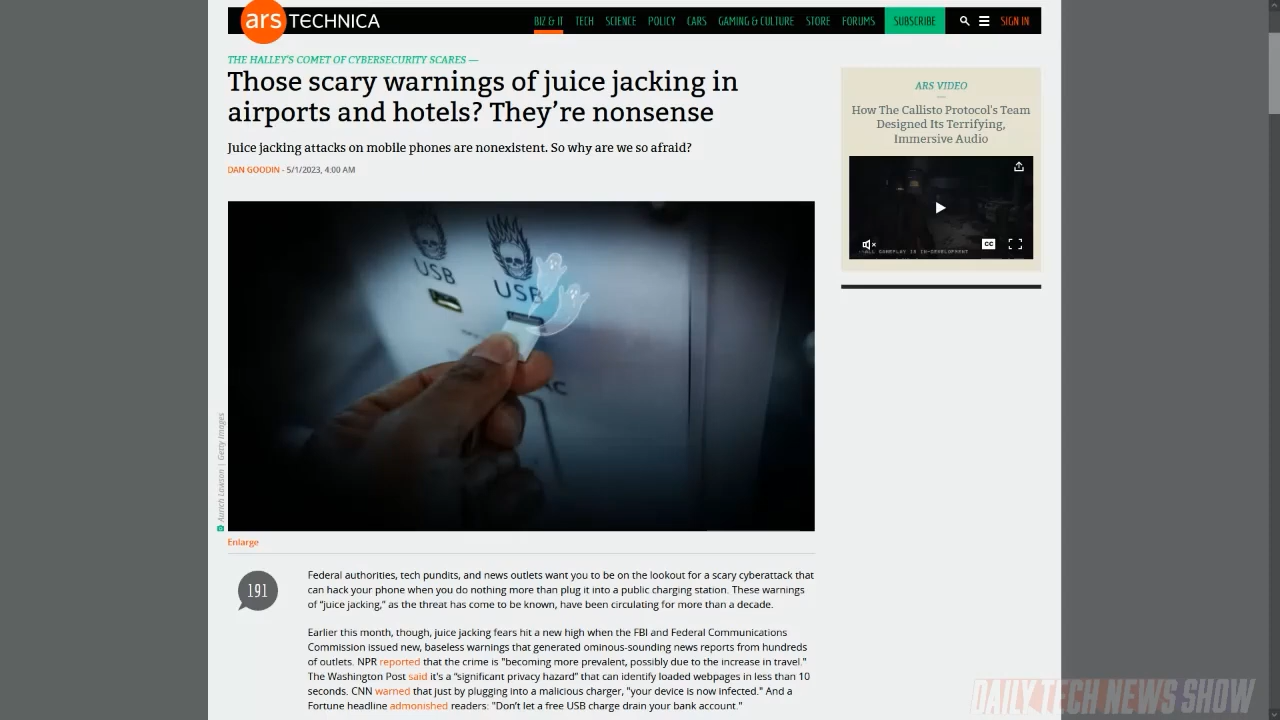 ars TECHNICA
BIZ & IT TECH SCIENCE POLICY CARS GAMING & CULTURE STORE FORUMS SUBSCRIBE SIGN IN
THE HALLEY'S COMET OF CYBERSECURITY SCARES —
Those scary warnings of juice jacking in
airports and hotels? They’re nonsense
Juice jacking attacks on mobile phones are nonexistent. So why are we so afraid?
DAN GOODIN - 5/1/2023, 4:00 AM
USB
USB
Aurich Lawson | Getty Images
Enlarge
191
Federal authorities, tech pundits, and news outlets want you to be on the lookout for a scary cyberattack that
can hack your phone when you do nothing more than plug it into a public charging station. These warnings
of “juice jacking,” as the threat has come to be known, have been circulating for more than a decade.
Earlier this month, though, juice jacking fears hit a new high when the FBI and Federal Communications
Commission issued new, baseless warnings that generated ominous-sounding news reports from hundreds
of outlets. NPR reported that the crime is "becoming more prevalent, possibly due to the increase in travel."
The Washington Post said it's a “significant privacy hazard” that can identify loaded webpages in less than 10
seconds. CNN warned that just by plugging into a malicious charger, "your device is now infected." And a
Fortune headline admonished readers: "Don’t let a free USB charge drain your bank account."
ARS VIDEO
How The Callisto Protocol's Team
Designed Its Terrifying,
Immersive Audio
CC
ALL GAMEPLAY IS IN-DEVELOPMENT
DAILY TECH NEWS SHOW